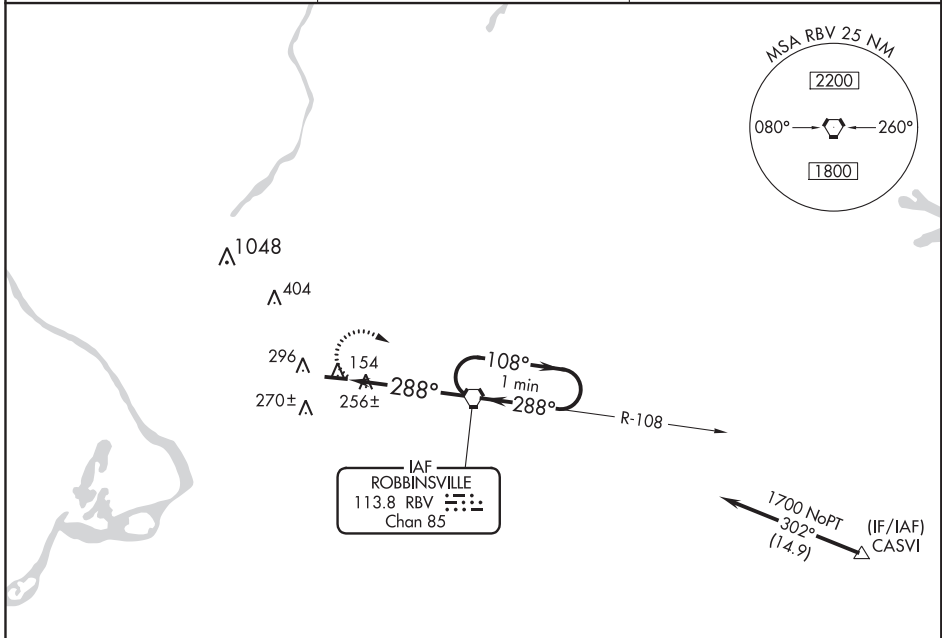 MSA RBV 25 NM
2200
080°
260°
1800
1048
404
296
154
270±
256±
288°
108°
1 min
288°
R-108
IAF
ROBBINSVILLE
113.8 RBV
Chan 85
1700 NoPT
302°
(14.9)
(IF/IAF)
CASVI